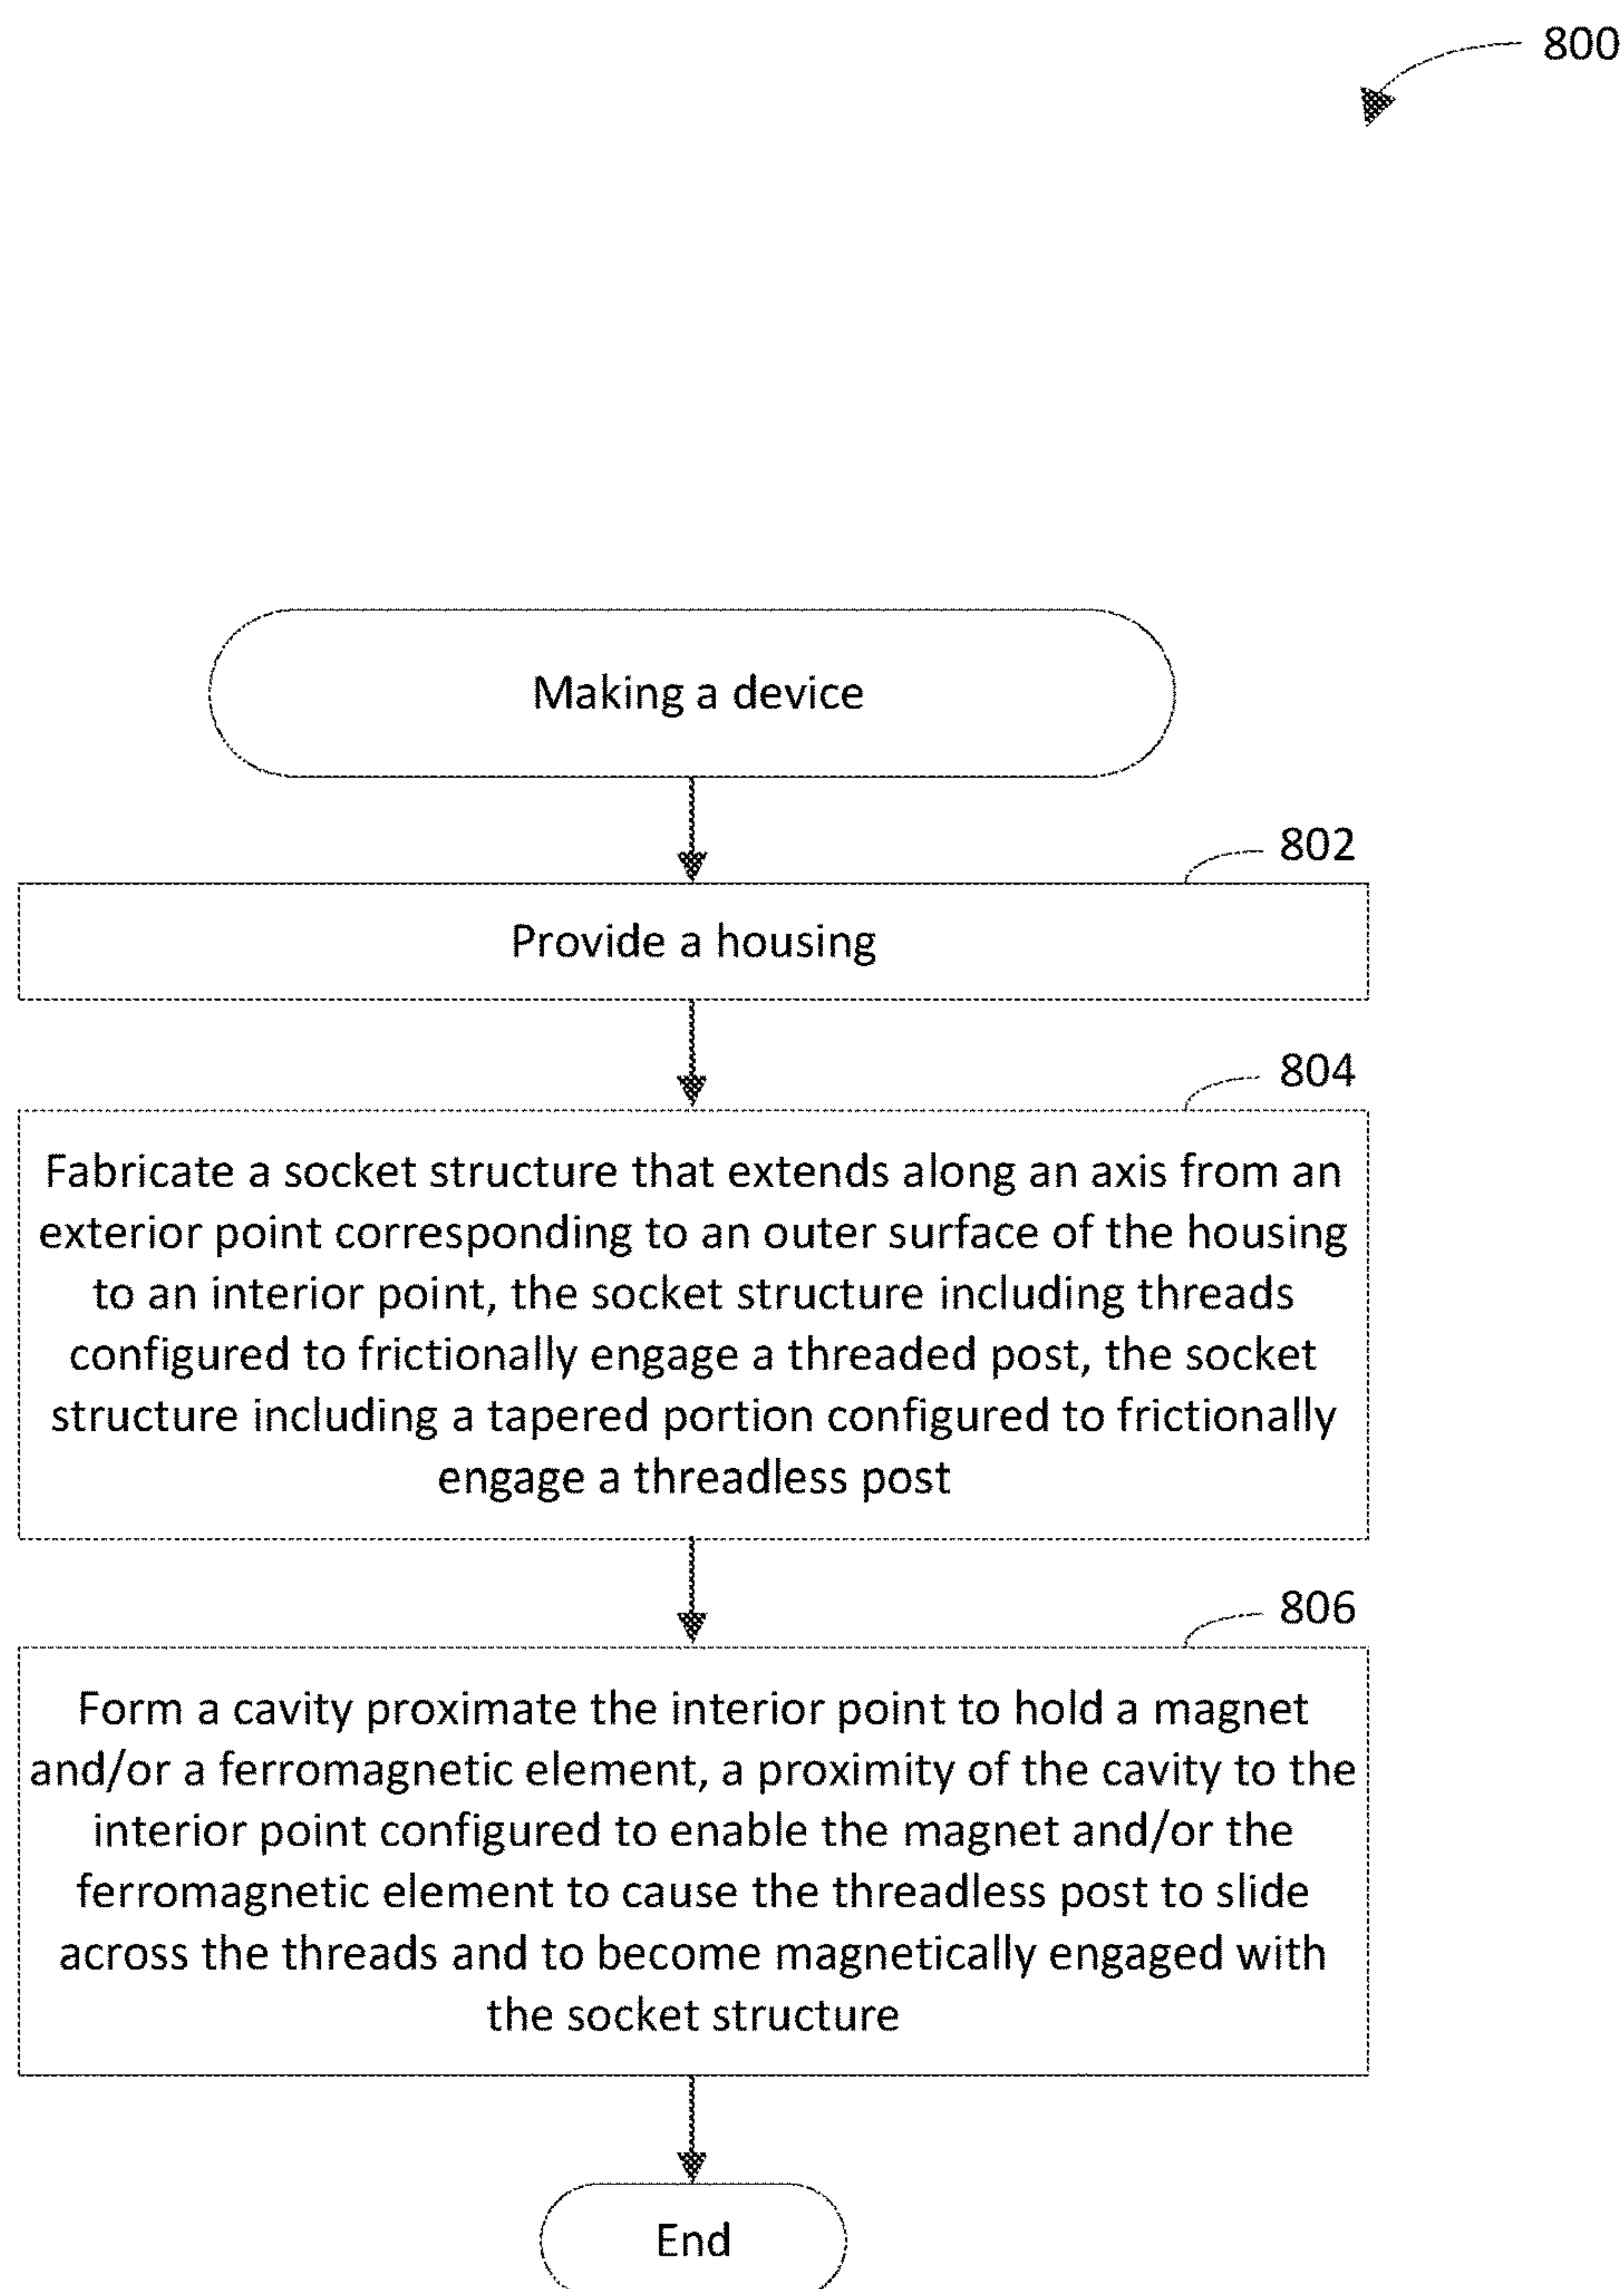 800
Making a device
802
Provide a housing
804
Fabricate a socket structure that extends along an axis from an
exterior point corresponding to an outer surface of the housing
to an interior point, the socket structure including threads
configured to frictionally engage a threaded post, the socket
structure including a tapered portion configured to frictionally
engage a threadless post
806
Form a cavity proximate the interior point to hold a magnet
and/or a ferromagnetic element, a proximity of the cavity to the
interior point configured to enable the magnet and/or the
ferromagnetic element to cause the threadless post to slide
across the threads and to become magnetically engaged with
the socket structure
End